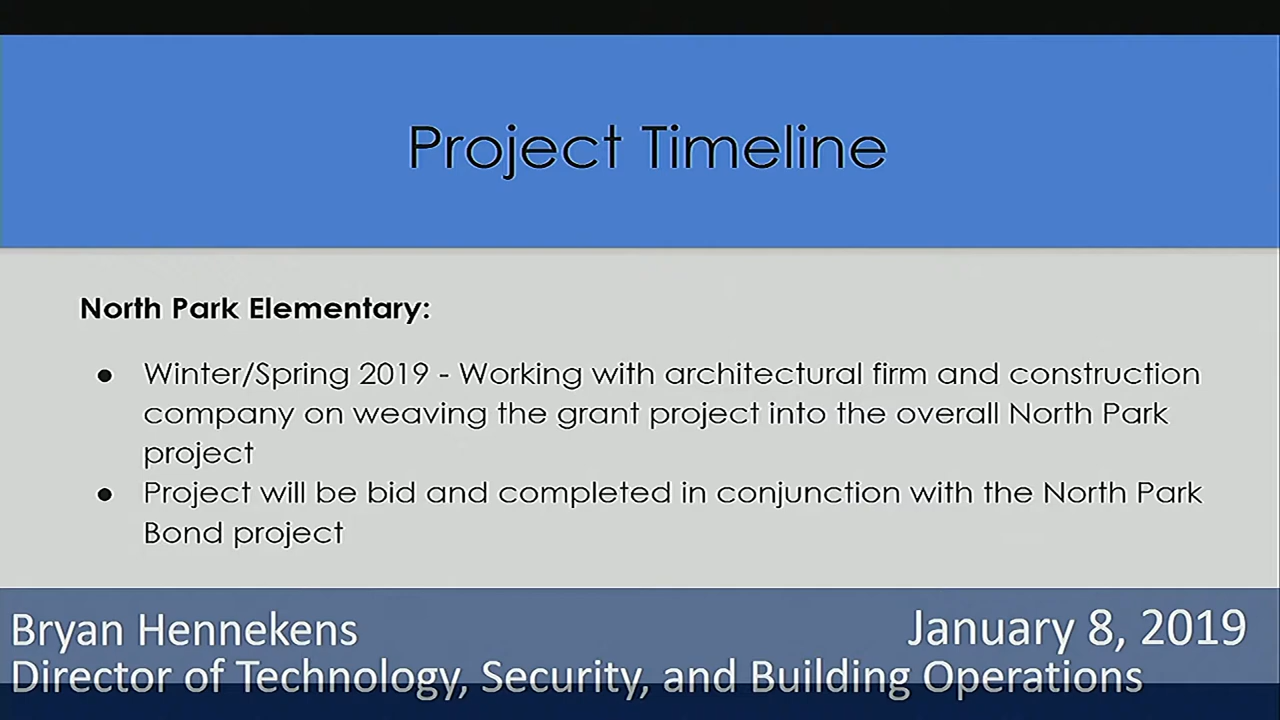 Project Timeline
North Park Elementary:
● Winter/Spring 2019 - Working with architectural firm and construction
company on weaving the grant project into the overall North Park
project
● Project will be bid and completed in conjunction with the North Park
Bond project
Bryan Hennekens
January 8, 2019
Director of Technology, Security, and Building Operations